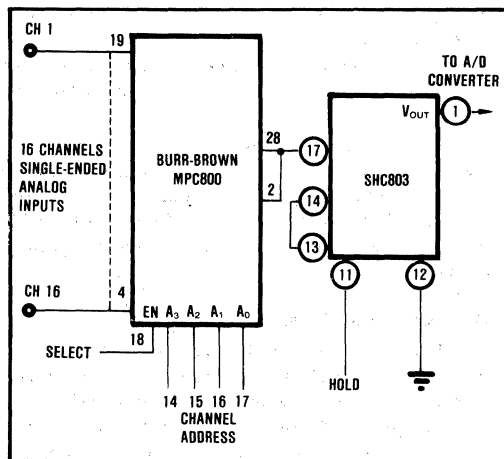 CH 1
19
TO A/D
CONVERTER
VOUT
1
16 CHANNELS
SINGLE-ENDED
ANALOG
INPUTS
BURR-BROWN
MPC800
28
2
17
14
13
SHC803
CH 16
4
EN A3 A2 A1 A0
11
12
SELECT
18
14 15 16 17
CHANNEL
ADDRESS
HOLD